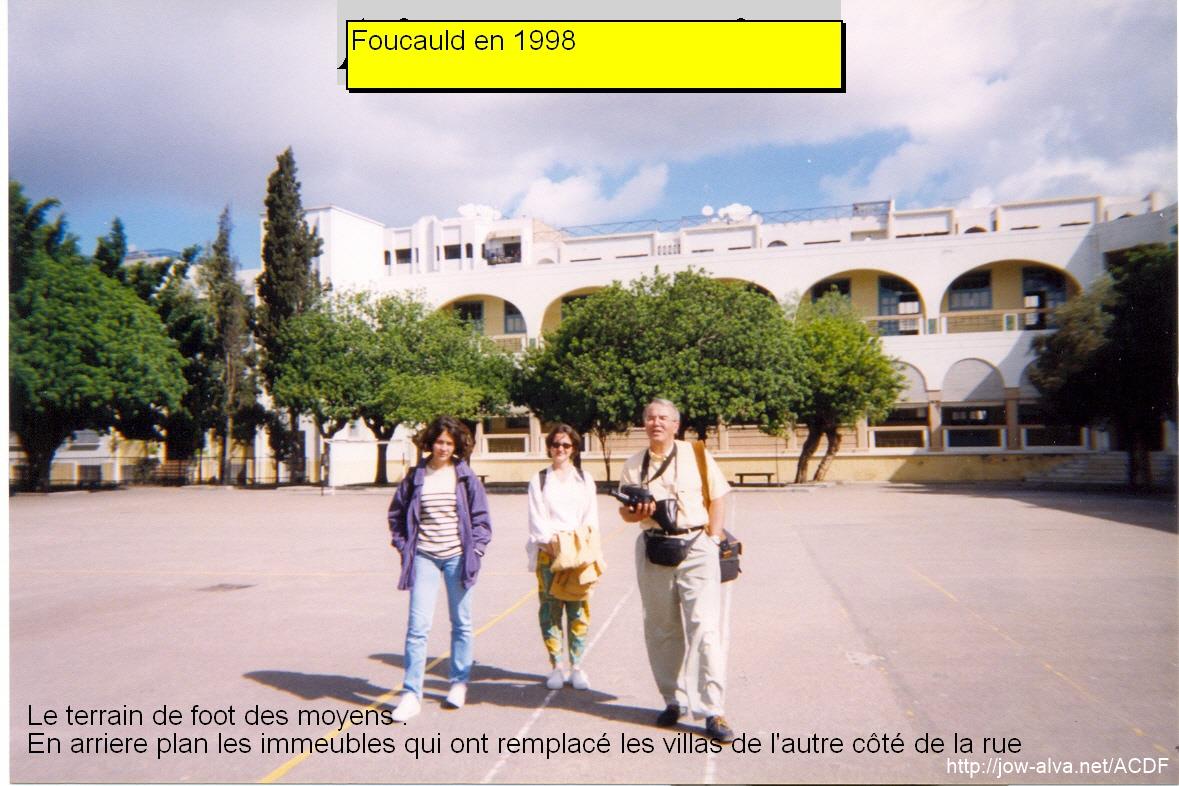 Foucauld en 1998
Le terrain de foot des moyens .
En arriere plan les immeubles qui ont remplacé les villas de l'autre côté de la rue
http://jow-alva.net/ACDF